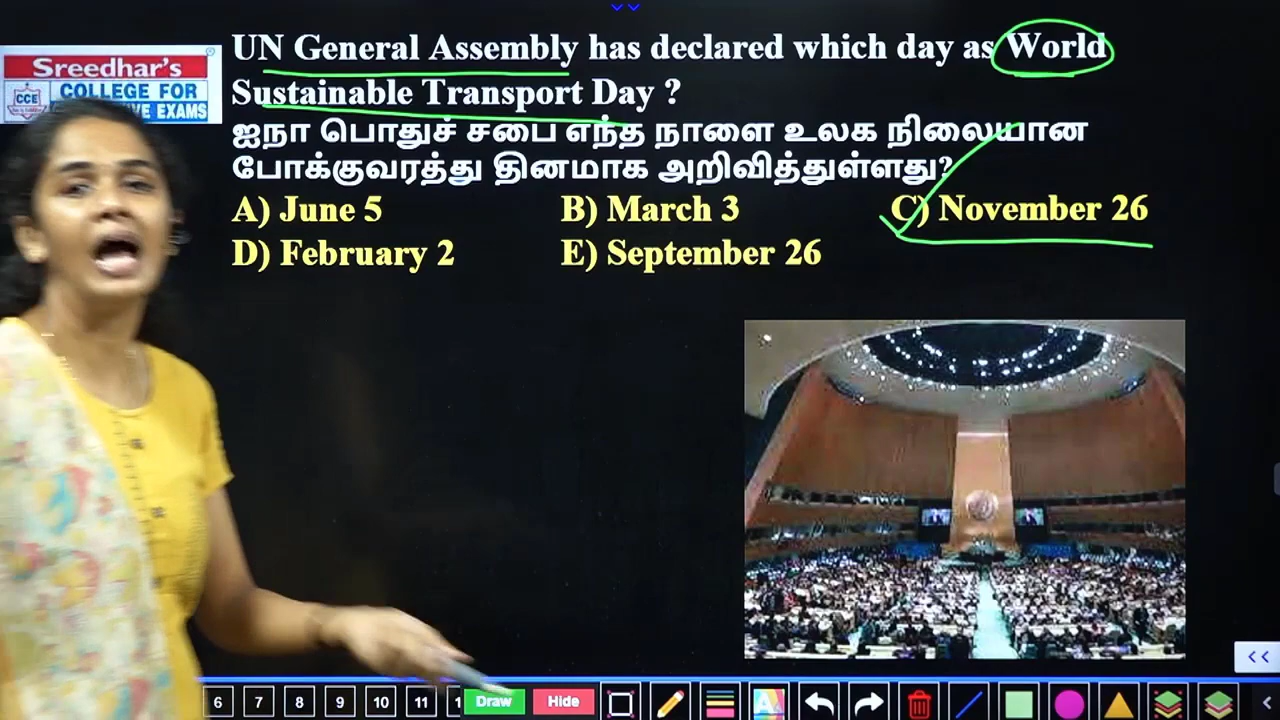 UN General Assembly has declared which day as World
Sustainable Transport Day ?
ஐநா பொதுச் சபை எந்த நாளை உலக நிலையான
போக்குவரத்து தினமாக அறிவித்துள்ளது?
A) June 5
B) March 3
C) November 26
D) February 2
E) September 26
Sreedhar's
CCE
COLLEGE FOR
EXAMS
6 7 8 9 10 11
Draw
Hide
<<